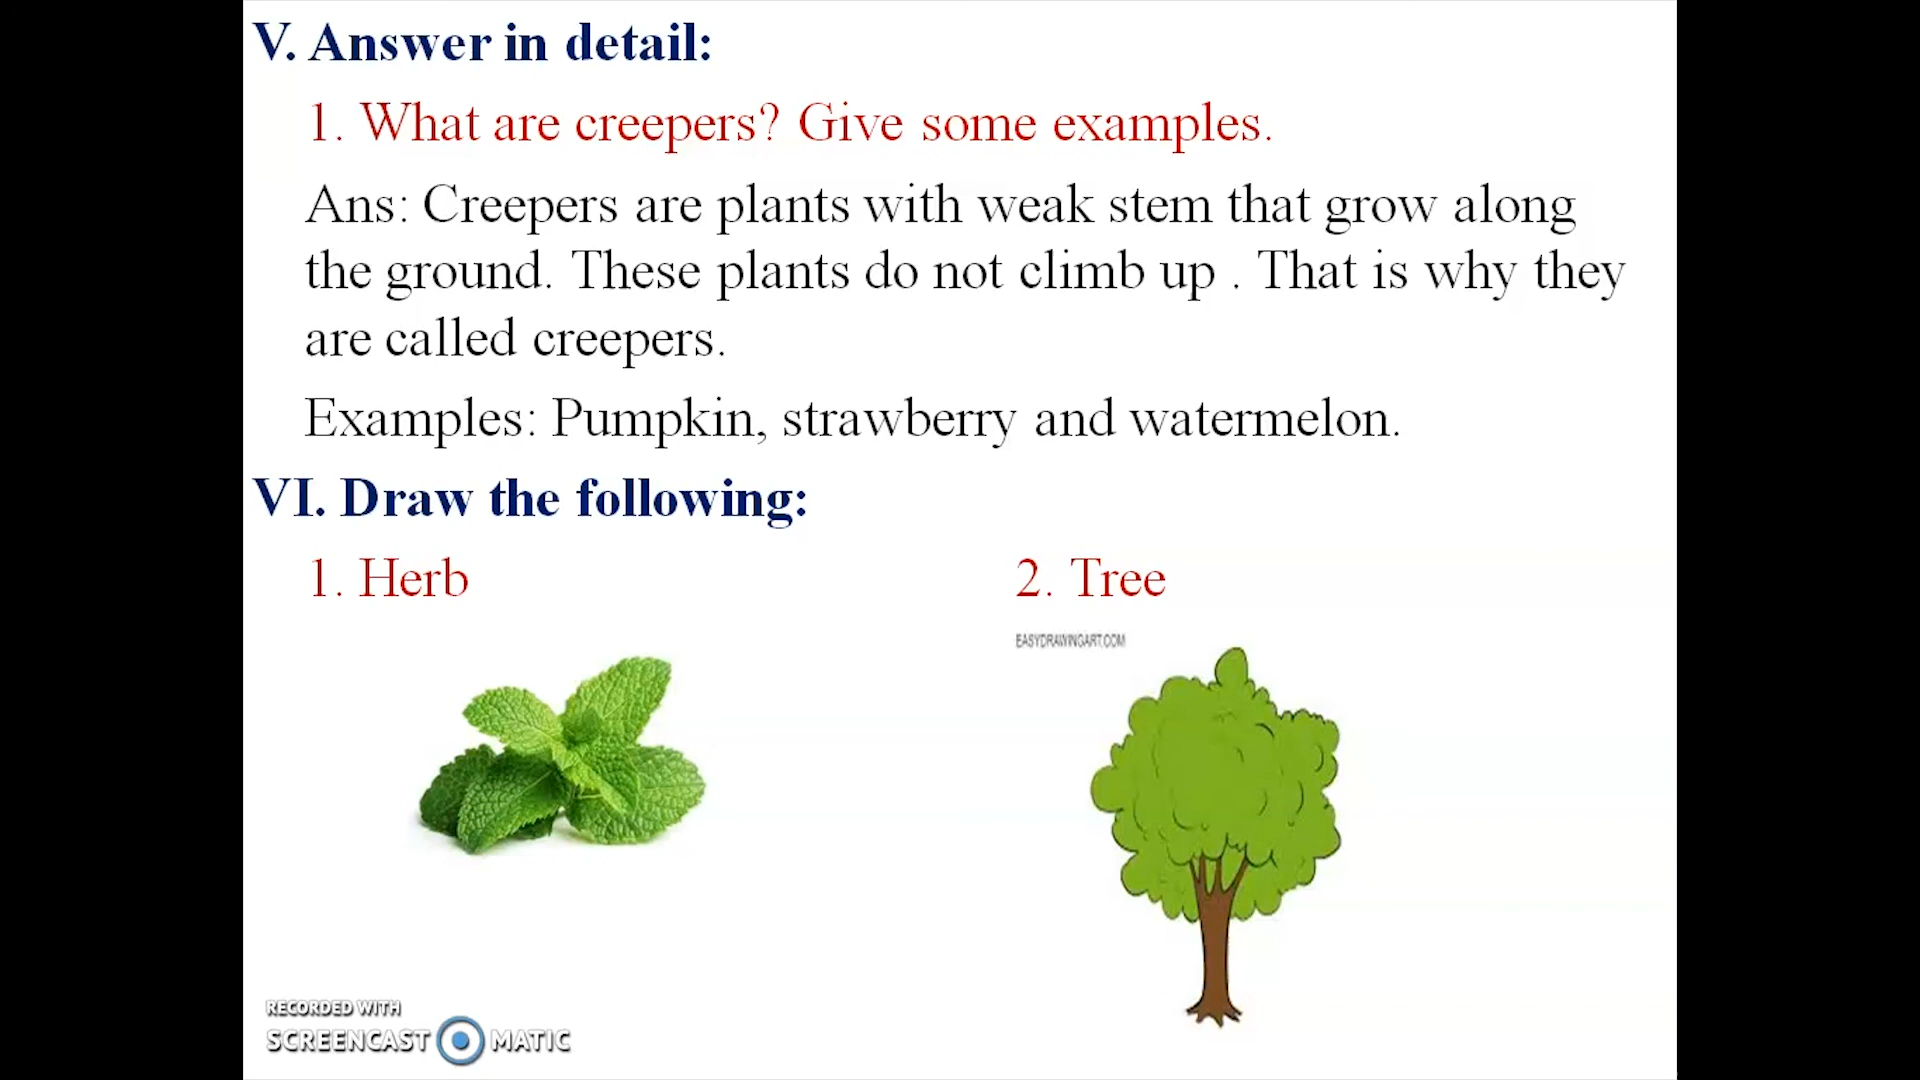 V. Answer in detail:
1. What are creepers? Give some examples.
Ans: Creepers are plants with weak stem that grow along
the ground. These plants do not climb up . That is why they
are called creepers.
Examples: Pumpkin, strawberry and watermelon.
VI. Draw the following:
1. Herb
2. Tree
EASYDRAWINGART.COM
RECORDED WITH
SCREENCAST MATIC